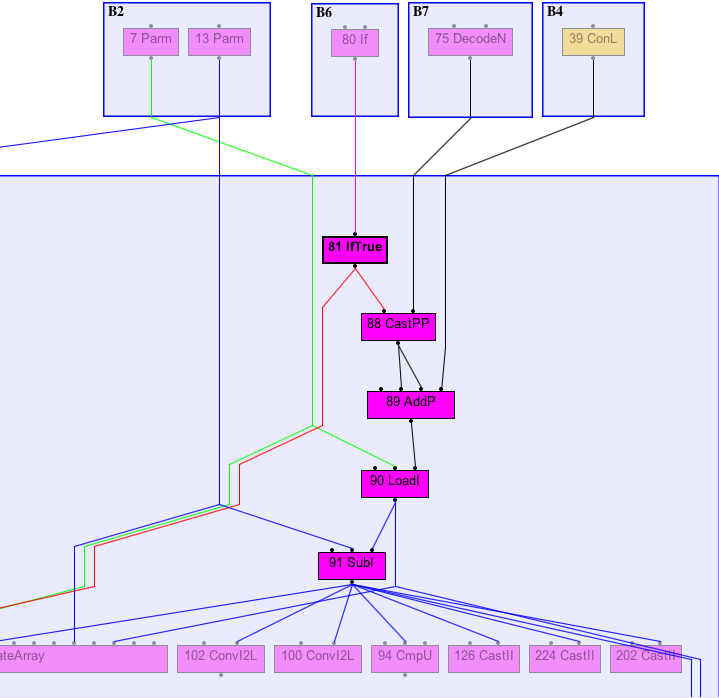 B2
B6
B7
B4
7 Parm
13 Parm
80 If
75 DecodeN
39 ConL
81 IfTrue
88 CastPP
89 AddP
90 LoadI
91 SubI
ateArray
102 ConvI2L
100 ConvI2L
94 CmpU
126 CastII
224 CastII
202 CastII